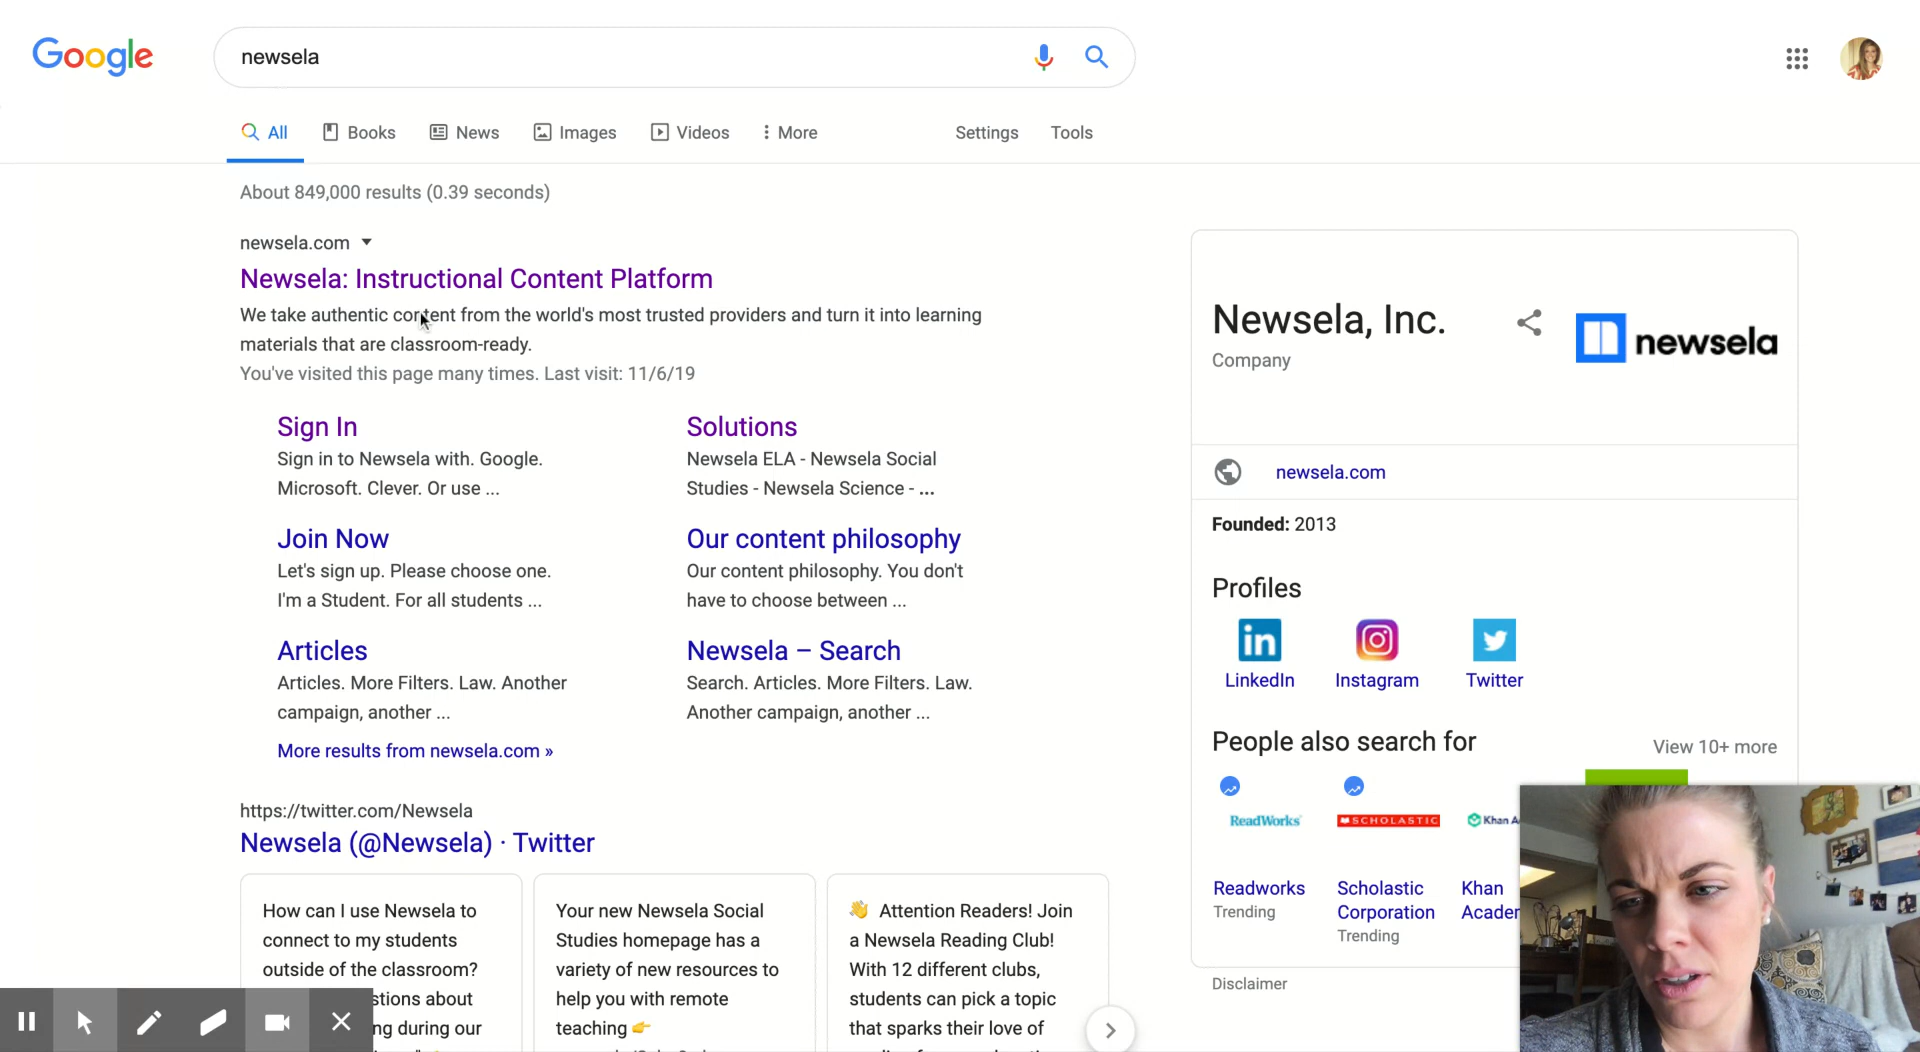 Google
newsela
All
Books
News
Images
Videos
More
Settings
Tools
About 849,000 results (0.39 seconds)
newsela.com
Newsela: Instructional Content Platform
We take authentic content from the world's most trusted providers and turn it into learning
materials that are classroom-ready.
You've visited this page many times. Last visit: 11/6/19
Sign In
Sign in to Newsela with. Google.
Microsoft. Clever. Or use ...
Solutions
Newsela ELA - Newsela Social
Studies - Newsela Science - ...
Join Now
Let's sign up. Please choose one.
I'm a Student. For all students ...
Our content philosophy
Our content philosophy. You don't
have to choose between ...
Articles
Articles. More Filters. Law. Another
campaign, another ...
Newsela – Search
Search. Articles. More Filters. Law.
Another campaign, another ...
More results from newsela.com »
https://twitter.com/Newsela
Newsela (@Newsela) · Twitter
How can I use Newsela to
connect to my students
outside of the classroom?
stions about
ng during our
Your new Newsela Social
Studies homepage has a
variety of new resources to
help you with remote
teaching 👉
👋 Attention Readers! Join
a Newsela Reading Club!
With 12 different clubs,
students can pick a topic
that sparks their love of
Newsela, Inc.
Company
newsela
newsela.com
Founded: 2013
Profiles
in
LinkedIn
Instagram
Twitter
People also search for
View 10+ more
ReadWorks
SCHOLASTIC
Khan A
Readworks
Trending
Scholastic
Corporation
Trending
Khan
Acader
Disclaimer